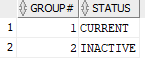 GROUP# STATUS
1 1 CURRENT
2 2 INACTIVE